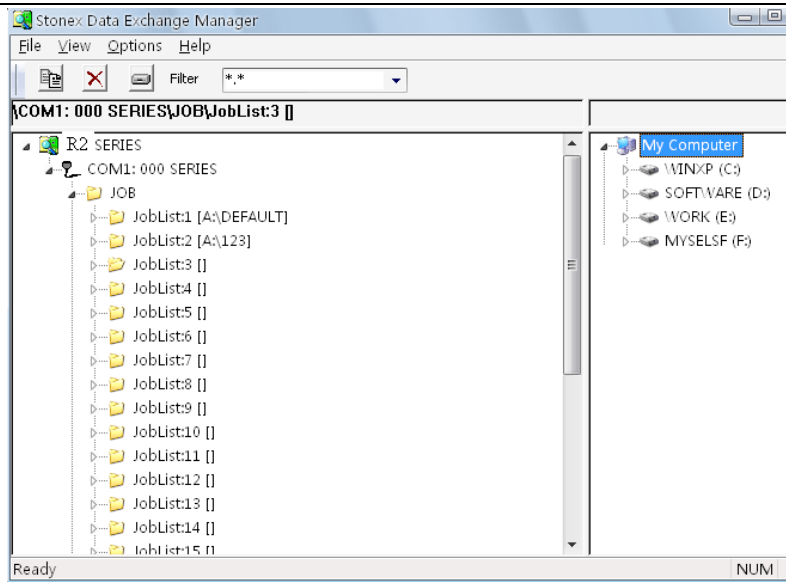 Stonex Data Exchange Manager
File View Options Help
Filter *.*
\COM1: 000 SERIES\JOB\JobList:3 []
R2 SERIES
COM1: 000 SERIES
JOB
JobList:1 [A:\DEFAULT]
JobList:2 [A:\123]
JobList:3 []
JobList:4 []
JobList:5 []
JobList:6 []
JobList:7 []
JobList:8 []
JobList:9 []
JobList:10 []
JobList:11 []
JobList:12 []
JobList:13 []
JobList:14 []
JobList:15 []
My Computer
WINXP (C:)
SOFTWARE (D:)
WORK (E:)
MYSELSF (F:)
Ready NUM